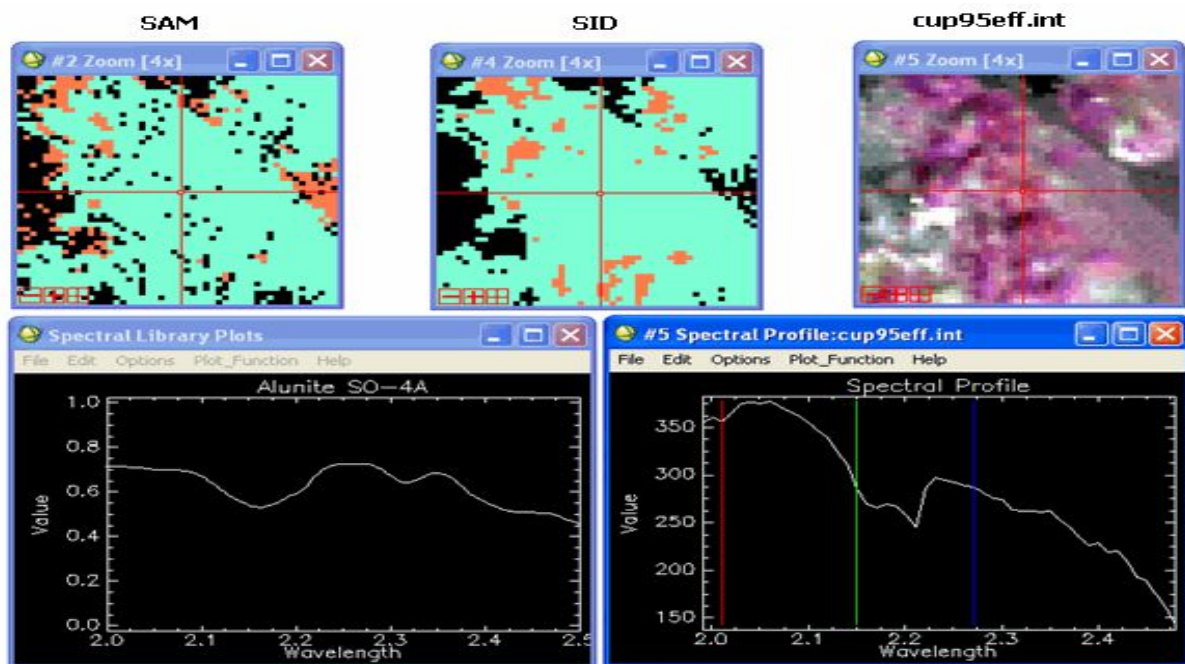 SAM SID cup95eff.int
#2 Zoom [4x] #4 Zoom [4x] #5 Zoom [4x]
Spectral Library Plots
File Edit Options Plot_Function Help
Alunite SO-4A
1.0
0.8
0.6
0.4
0.2
0.0
Value
2.0 2.1 2.2 2.3 2.4 2.5
Wavelength
#5 Spectral Profile:cup95eff.int
File Edit Options Plot_Function Help
Spectral Profile
350
300
250
200
150
Value
2.0 2.1 2.2 2.3 2.4
Wavelength